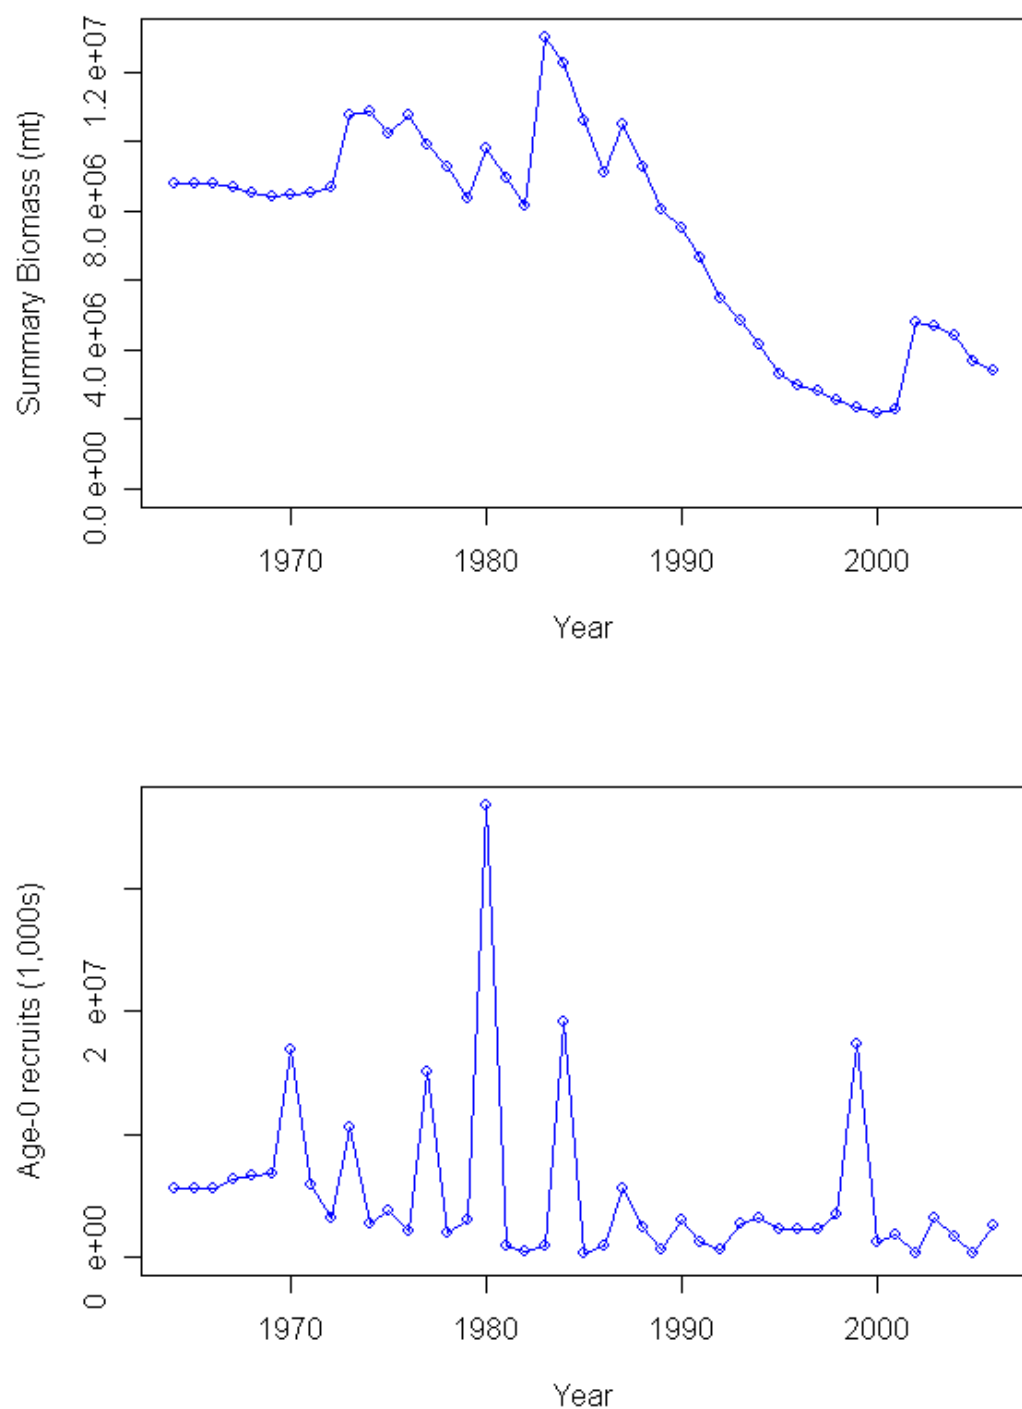 Summary Biomass (mt)
1.2 e+07
8.0 e+06
4.0 e+06
0.0 e+00
1970 1980 1990 2000
Year
Age-0 recruits (1,000s)
2 e+07
0 e+00
1970 1980 1990 2000
Year